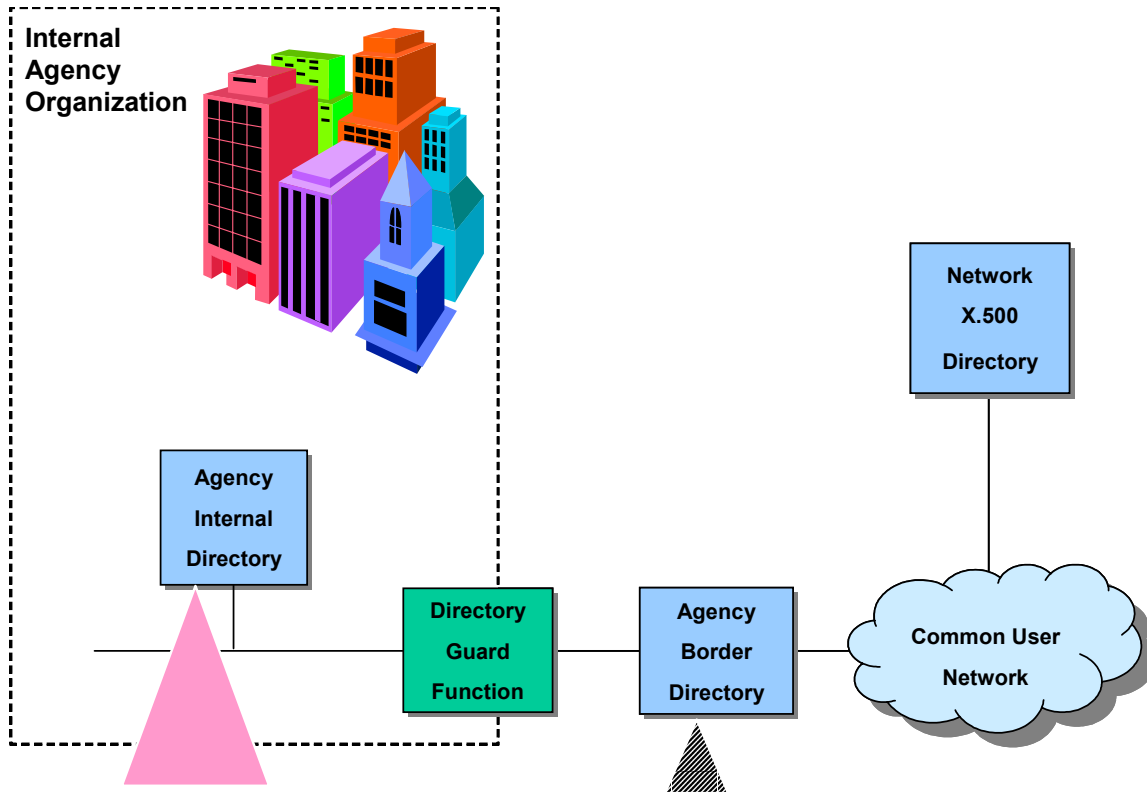 Internal
Agency
Organization
Network
X.500
Directory
Agency
Internal
Directory
Directory
Guard
Function
Agency
Border
Directory
Common User
Network